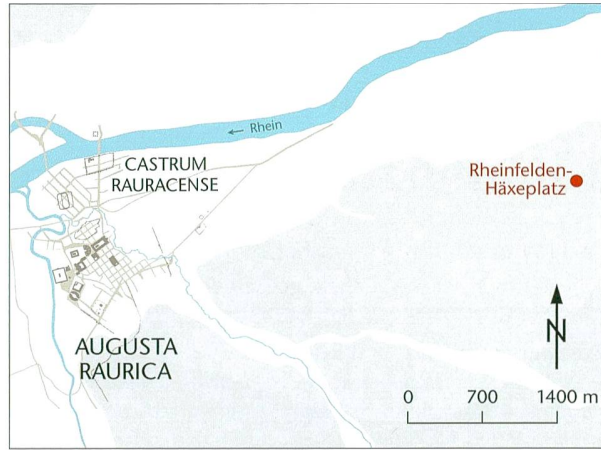 ← Rhein
CASTRUM
RAURACENSE
Rheinfelden-
Häxeplatz
AUGUSTA
RAURICA
N
0 700 1400 m